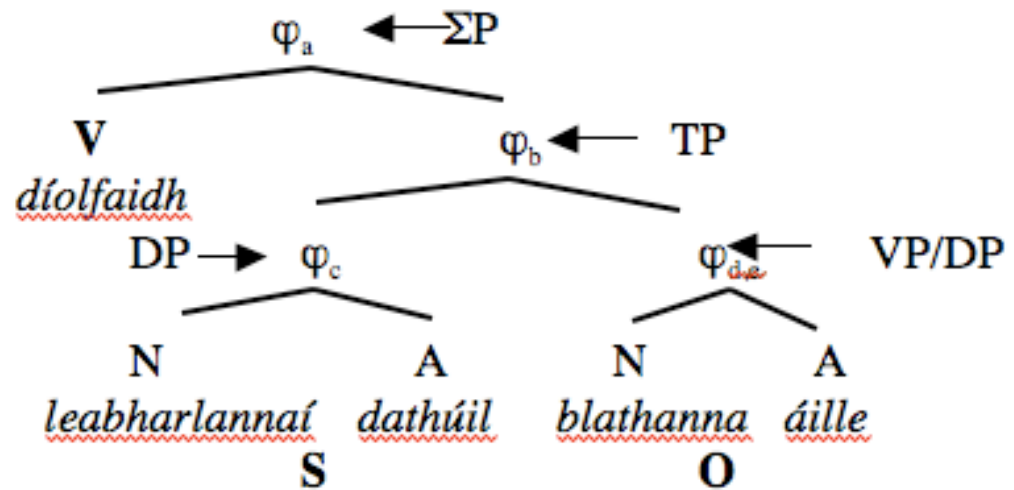 φa ΣP
V φb TP
díolfaidh
DP φc φd,e VP/DP
N A N A
leabharlannaí dathúil blathanna áille
S O